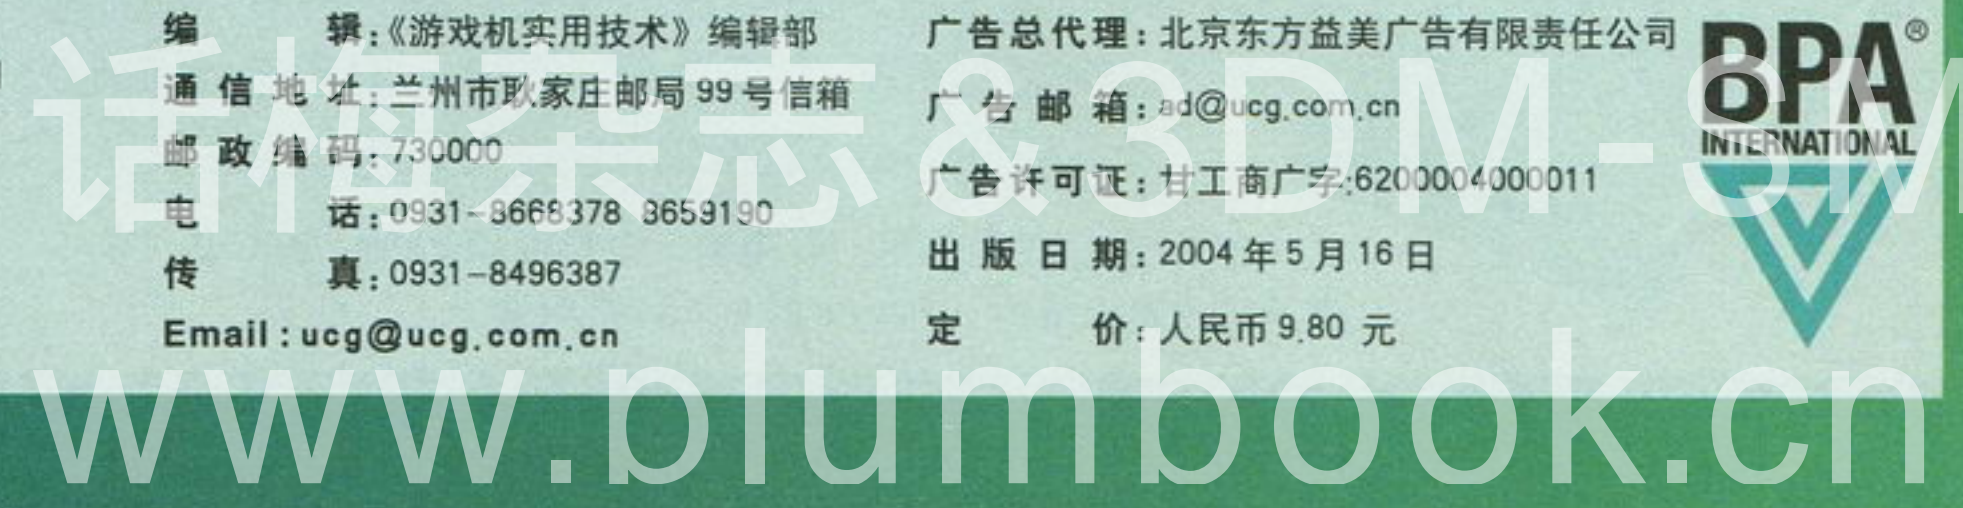 编 辑:《游戏机实用技术》编辑部
通信地址:兰州市耿家庄邮局99号信箱
邮政编码:730000
电 话:0931-8668378 8659190
传 真:0931-8496387
Email:ucg@ucg.com.cn
广告总代理:北京东方益美广告有限责任公司
广告邮箱:ad@ucg.com.cn
广告许可证:甘工商广字:6200004000011
出版日期:2004年5月16日
定 价:人民币9.80 元
BPA®
INTERNATIONAL
话梅杂志&3DM-SM
www.plumbook.cn